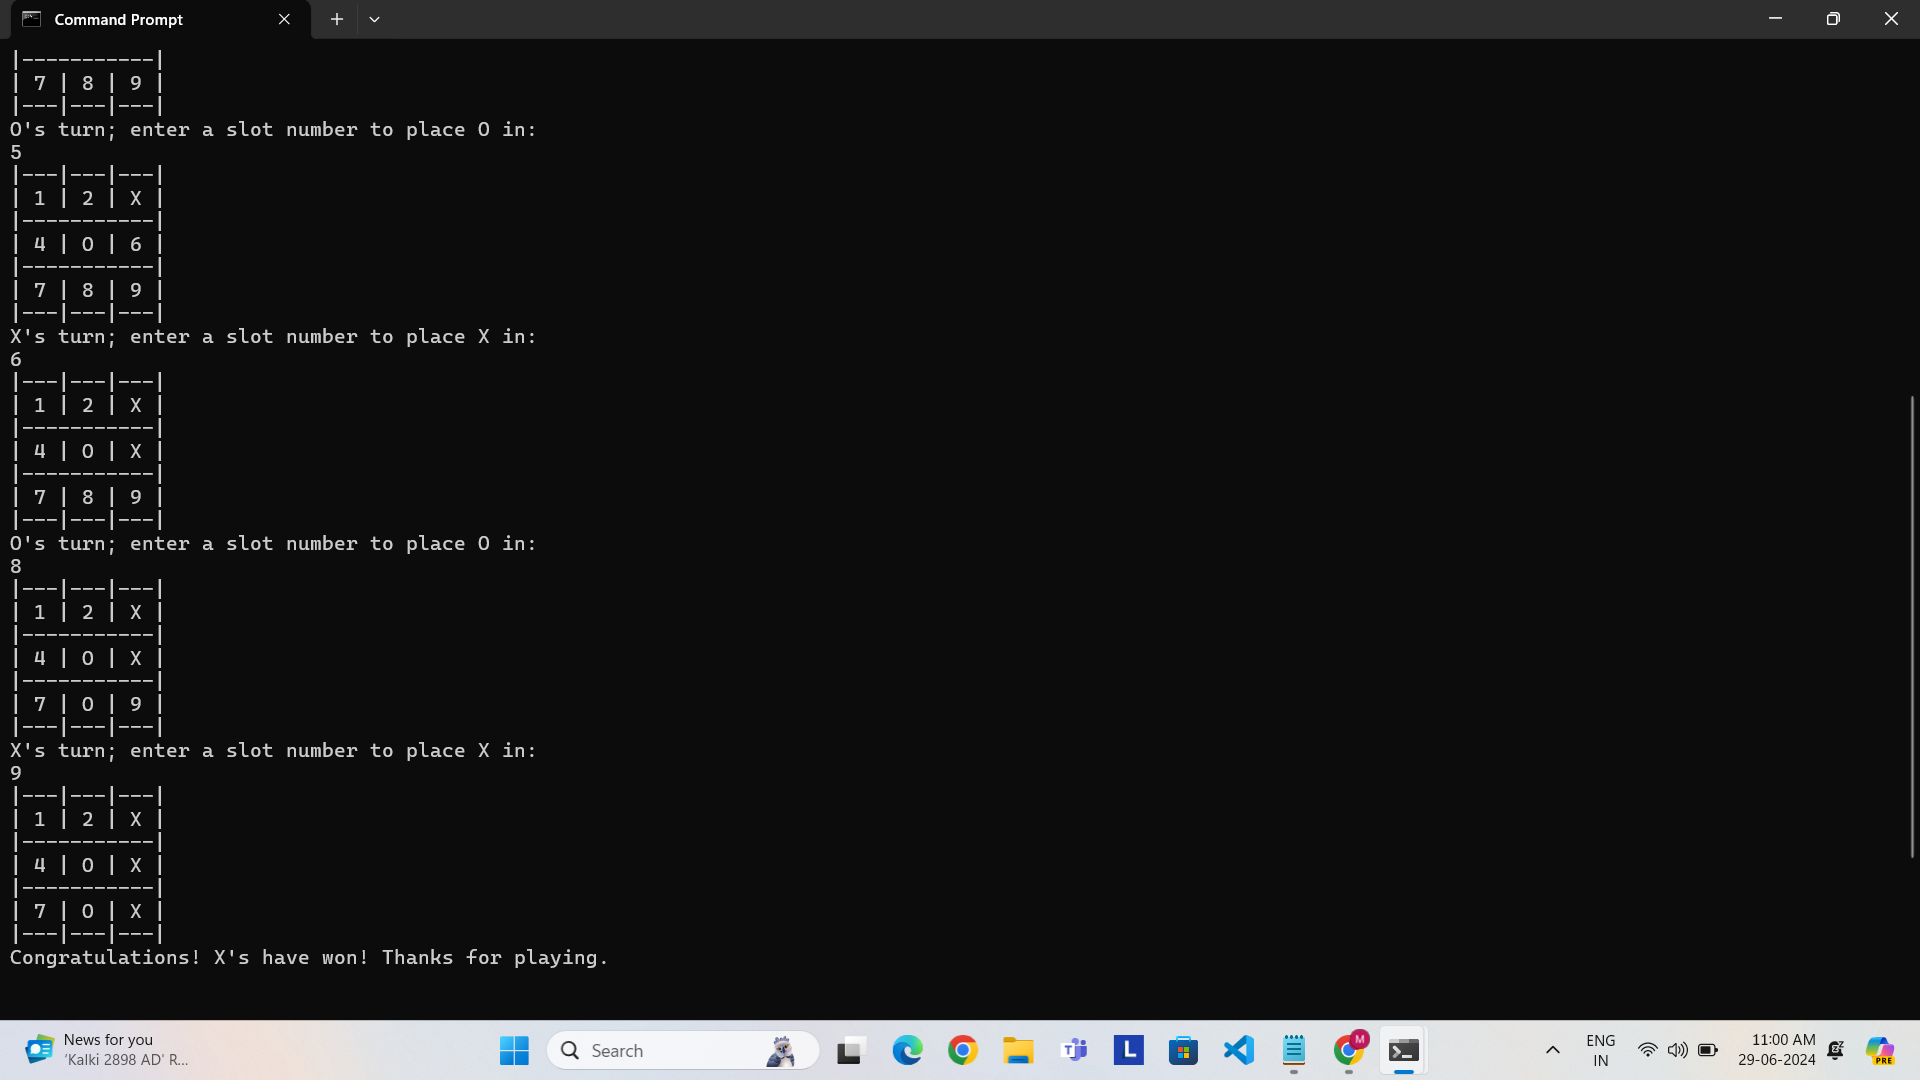 Command Prompt
|-----------|
| 7 | 8 | 9 |
|---|---|---|
O's turn; enter a slot number to place O in:
5
|---|---|---|
| 1 | 2 | X |
|-----------|
| 4 | O | 6 |
|-----------|
| 7 | 8 | 9 |
|---|---|---|
X's turn; enter a slot number to place X in:
6
|---|---|---|
| 1 | 2 | X |
|-----------|
| 4 | O | X |
|-----------|
| 7 | 8 | 9 |
|---|---|---|
O's turn; enter a slot number to place O in:
8
|---|---|---|
| 1 | 2 | X |
|-----------|
| 4 | O | X |
|-----------|
| 7 | O | 9 |
|---|---|---|
X's turn; enter a slot number to place X in:
9
|---|---|---|
| 1 | 2 | X |
|-----------|
| 4 | O | X |
|-----------|
| 7 | O | X |
|---|---|---|
Congratulations! X's have won! Thanks for playing.
News for you
'Kalki 2898 AD' R...
Search
L
M
ENG
IN
11:00 AM
29-06-2024
PRE